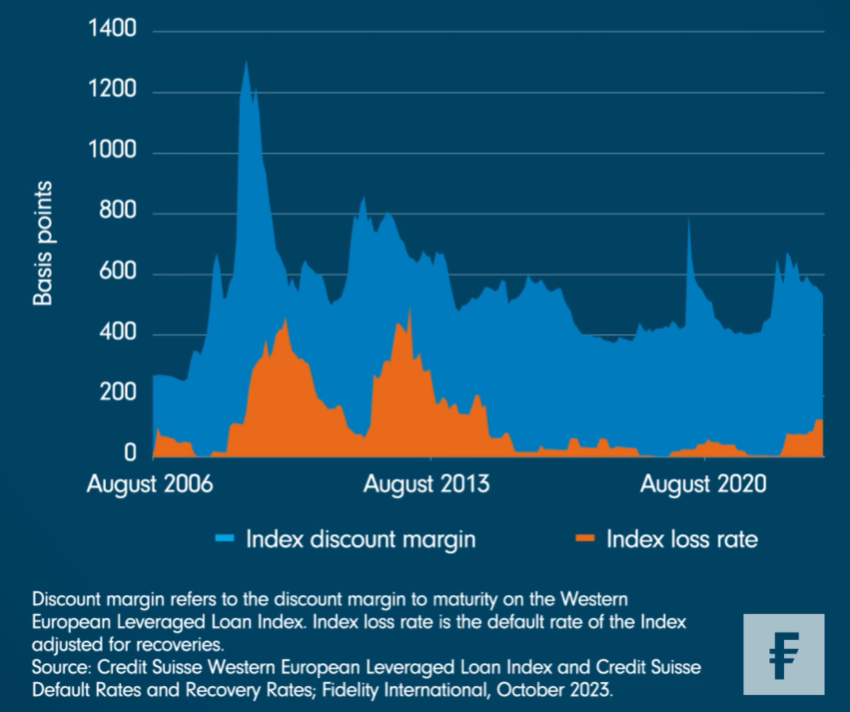 1400
1200
1000
800
600
400
200
0
Basis points
August 2006 August 2013 August 2020
Index discount margin Index loss rate
Discount margin refers to the discount margin to maturity on the Western
European Leveraged Loan Index. Index loss rate is the default rate of the Index
adjusted for recoveries.
Source: Credit Suisse Western European Leveraged Loan Index and Credit Suisse
Default Rates and Recovery Rates; Fidelity International, October 2023.